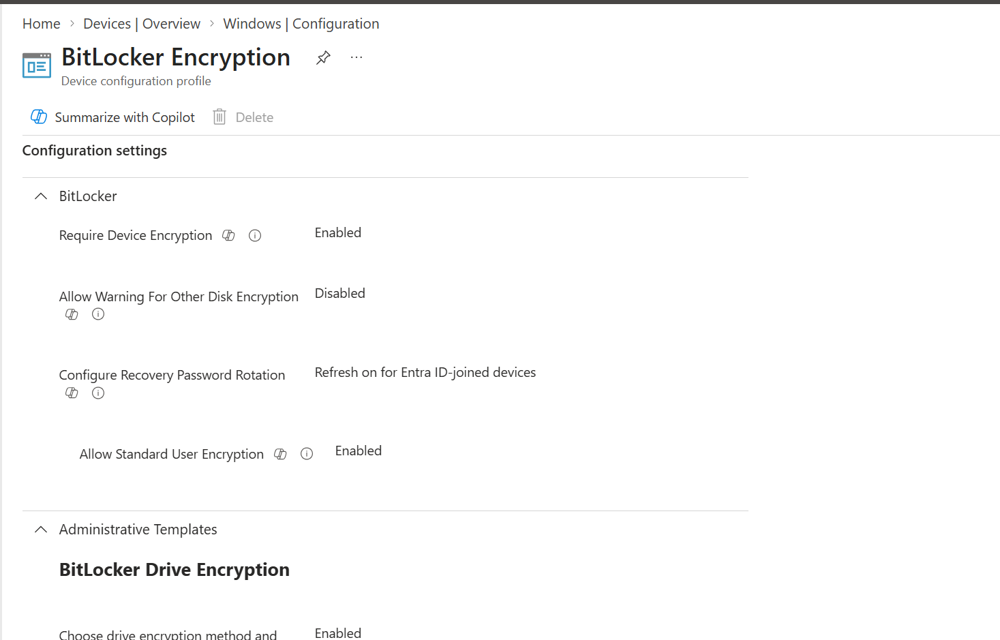 Home > Devices | Overview > Windows | Configuration
BitLocker Encryption
Device configuration profile
Summarize with Copilot Delete
Configuration settings
BitLocker
Require Device Encryption Enabled
Allow Warning For Other Disk Encryption Disabled
Configure Recovery Password Rotation Refresh on for Entra ID-joined devices
Allow Standard User Encryption Enabled
Administrative Templates
BitLocker Drive Encryption
Choose drive encryption method and Enabled